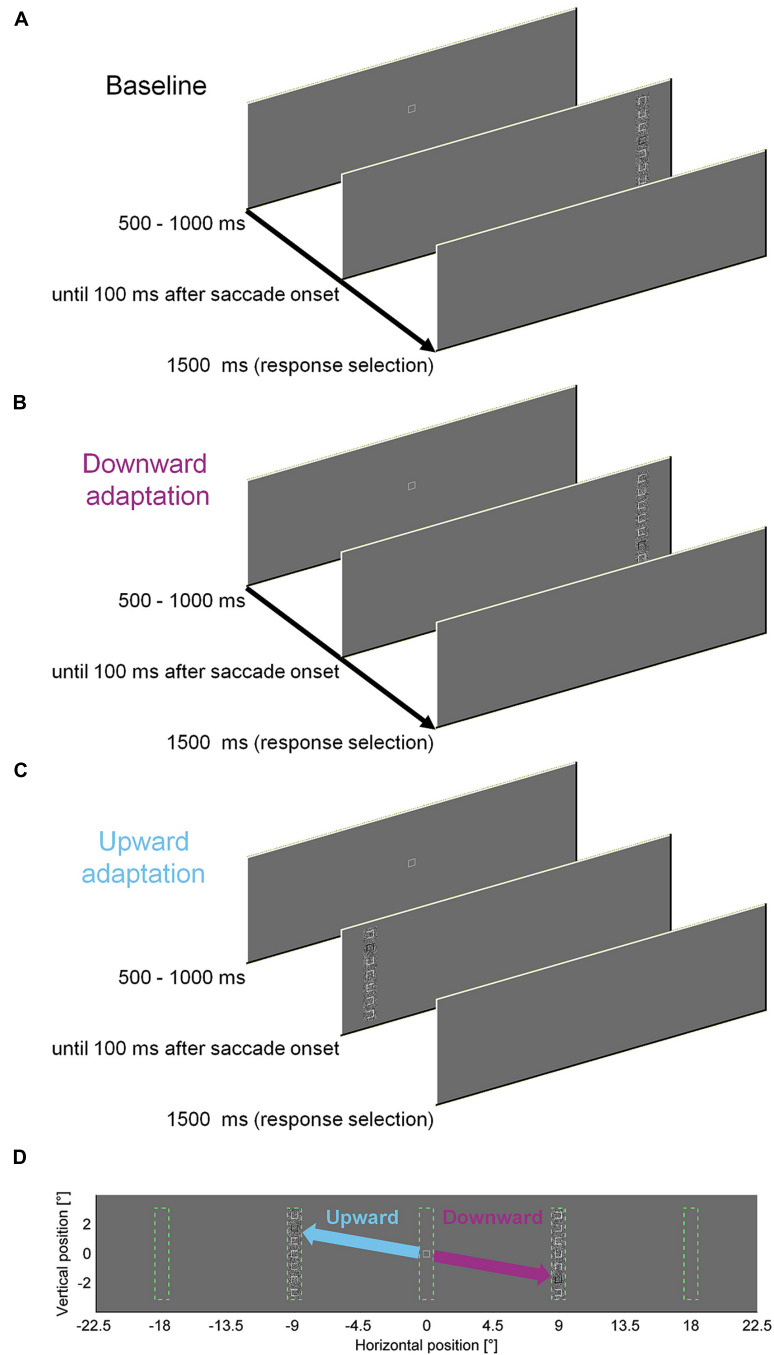 A
Baseline
500 - 1000 ms
until 100 ms after saccade onset
1500 ms (response selection)
B
Downward
adaptation
500 - 1000 ms
until 100 ms after saccade onset
1500 ms (response selection)
C
Upward
adaptation
500 - 1000 ms
until 100 ms after saccade onset
1500 ms (response selection)
D
Vertical position [°]
2
0
-2
Upward
Downward
-22.5 -18 -9 -4.5 0 4.5 9 13.5 18 22.5
Horizontal position [°]